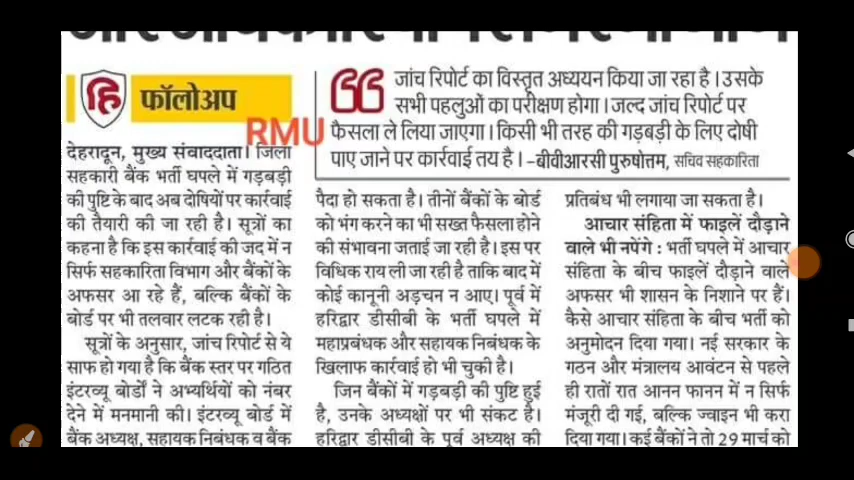 हि
फॉलोअप
RMU
जांच रिपोर्ट का विस्तृत अध्ययन किया जा रहा है। उसके
सभी पहलुओं का परीक्षण होगा। जल्द जांच रिपोर्ट पर
फैसला ले लिया जाएगा। किसी भी तरह की गड़बड़ी के लिए दोषी
पाए जाने पर कार्रवाई तय है। -बीवीआरसी पुरुषोत्तम, सचिव सहकारिता
देहरादून, मुख्य संवाददाता। जिला
सहकारी बैंक भर्ती घपले में गड़बड़ी
की पुष्टि के बाद अब दोषियों पर कार्रवाई
की तैयारी की जा रही है। सूत्रों का
कहना है कि इस कार्रवाई की जद में न
सिर्फ सहकारिता विभाग और बैंकों के
अफसर आ रहे हैं, बल्कि बैंकों के
बोर्ड पर भी तलवार लटक रही है।
सूत्रों के अनुसार, जांच रिपोर्ट से ये
साफ हो गया है कि बैंक स्तर पर गठित
इंटरव्यू बोर्डों ने अभ्यर्थियों को नंबर
देने में मनमानी की। इंटरव्यू बोर्ड में
बैंक अध्यक्ष, सहायक निबंधक व बैंक
पैदा हो सकता है। तीनों बैंकों के बोर्ड
को भंग करने का भी सख्त फैसला होने
की संभावना जताई जा रही है। इस पर
विधिक राय ली जा रही है ताकि बाद में
कोई कानूनी अड़चन न आए। पूर्व में
हरिद्वार डीसीबी के भर्ती घपले में
महाप्रबंधक और सहायक निबंधक के
खिलाफ कार्रवाई हो भी चुकी है।
जिन बैंकों में गड़बड़ी की पुष्टि हुई
है, उनके अध्यक्षों पर भी संकट है।
हरिद्वार डीसीबी के पूर्व अध्यक्ष की
प्रतिबंध भी लगाया जा सकता है।
आचार संहिता में फाइलें दौड़ाने
वाले भी नपेंगे : भर्ती घपले में आचार
संहिता के बीच फाइलें दौड़ाने वाले
अफसर भी शासन के निशाने पर हैं।
कैसे आचार संहिता के बीच भर्ती को
अनुमोदन दिया गया। नई सरकार के
गठन और मंत्रालय आवंटन से पहले
ही रातों रात आनन फानन में न सिर्फ
मंजूरी दी गई, बल्कि ज्वाइन भी करा
दिया गया। कई बैंकों ने तो 29 मार्च को